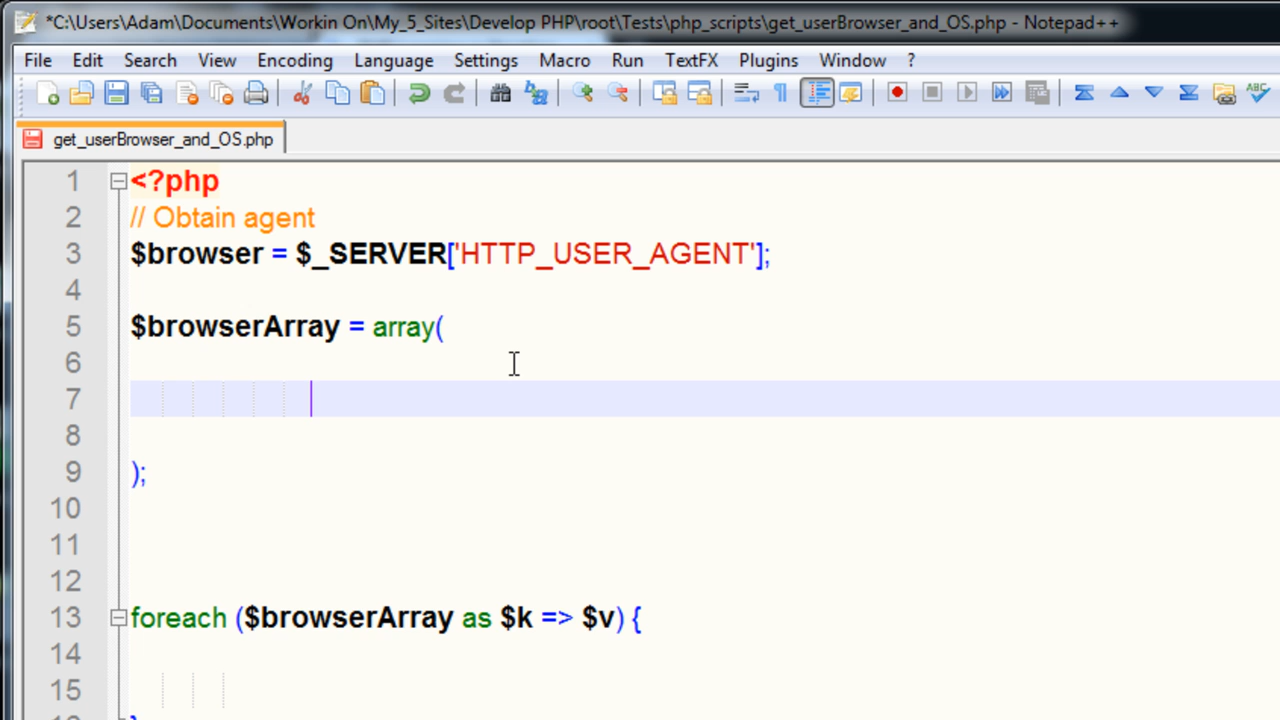 *C:\Users\Adam\Documents\Workin On\My_5_Sites\Develop PHP\root\Tests\php_scripts\get_userBrowser_and_OS.php - Notepad++
File Edit Search View Encoding Language Settings Macro Run TextFX Plugins Window ?
ABC
get_userBrowser_and_OS.php
1 <?php
2 // Obtain agent
3 $browser = $_SERVER['HTTP_USER_AGENT'];
4
5 $browserArray = array(
6
7
8
9 );
10
11
12
13 foreach ($browserArray as $k => $v) {
14
15